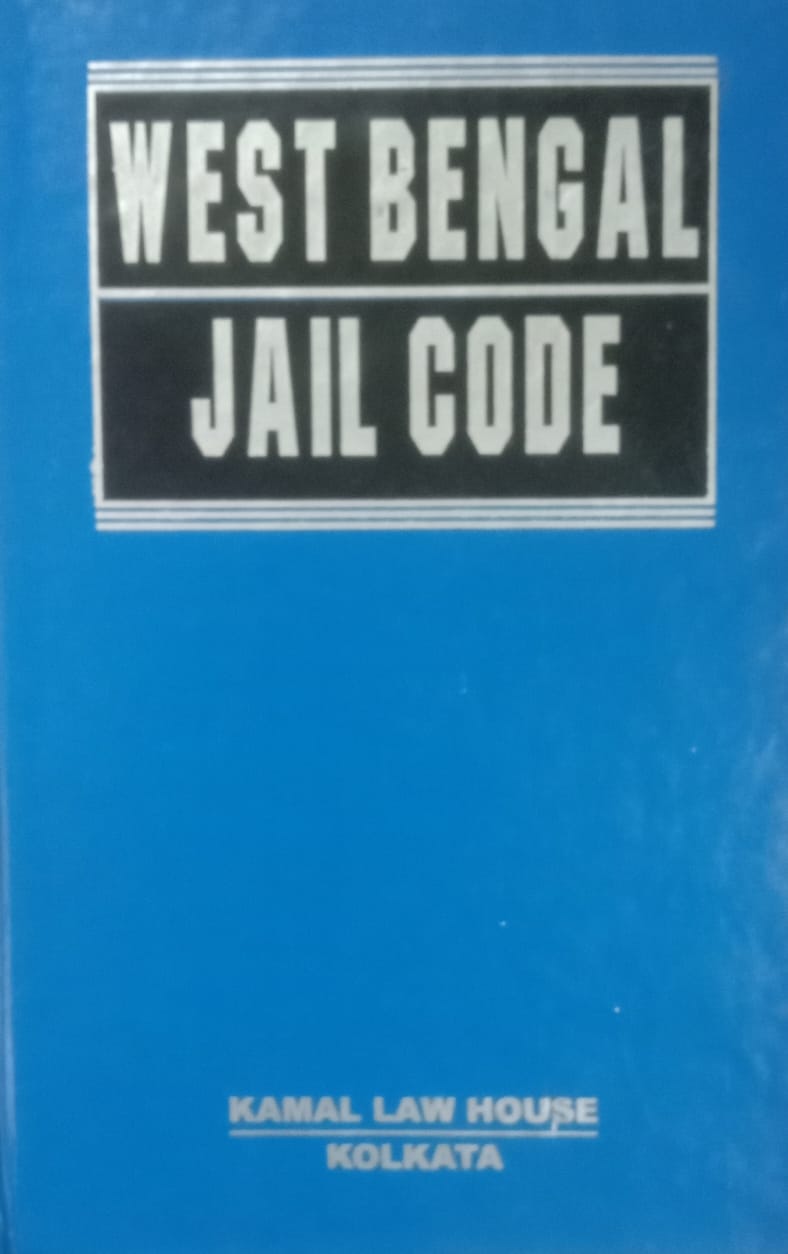 WEST BENGAL
JAIL CODE
KAMAL LAW HOUSE
KOLKATA